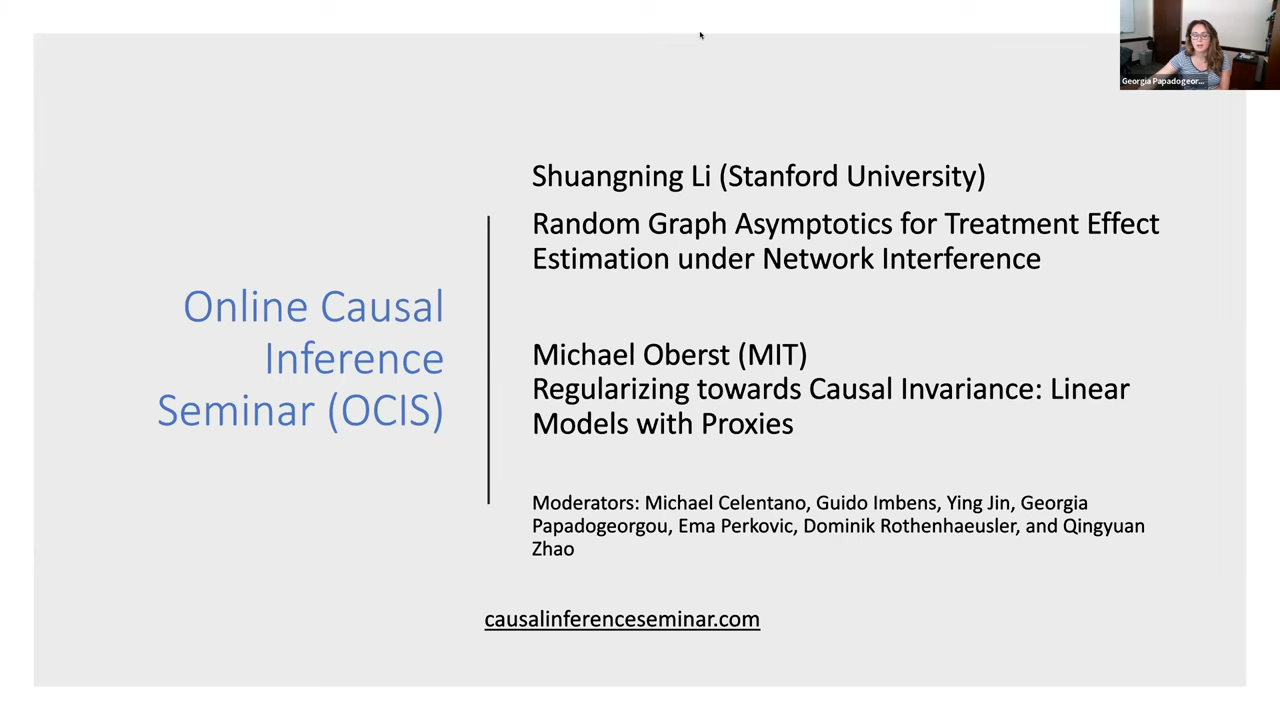 Georgia Papadogeor...
Shuangning Li (Stanford University)
Random Graph Asymptotics for Treatment Effect
Estimation under Network Interference
Online Causal
Inference
Seminar (OCIS)
Michael Oberst (MIT)
Regularizing towards Causal Invariance: Linear
Models with Proxies
Moderators: Michael Celentano, Guido Imbens, Ying Jin, Georgia
Papadogeorgou, Ema Perkovic, Dominik Rothenhaeusler, and Qingyuan
Zhao
causalinferenceseminar.com